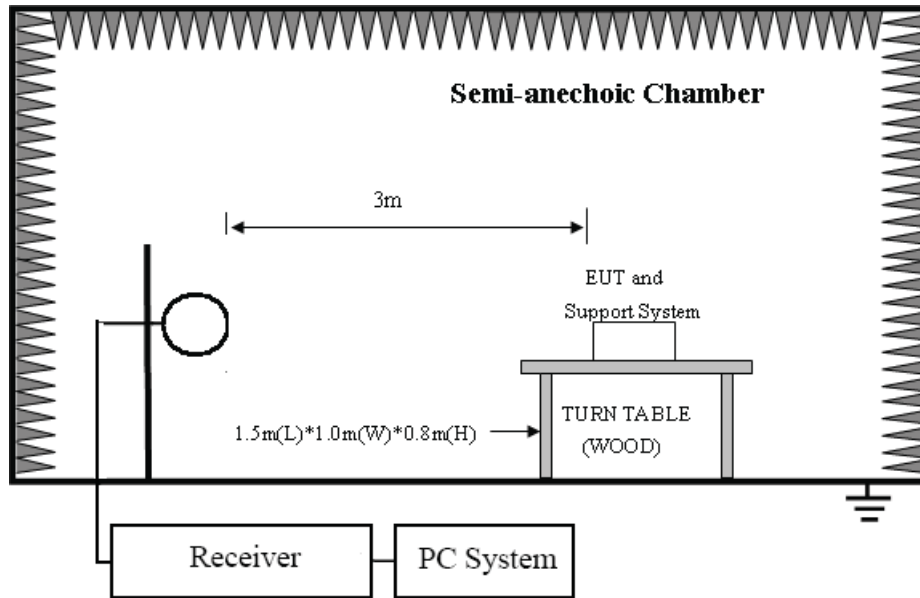 Semi-anechoic Chamber
3m
EUT and
Support System
1.5m(L)*1.0m(W)*0.8m(H)
TURN TABLE
(WOOD)
Receiver
PC System